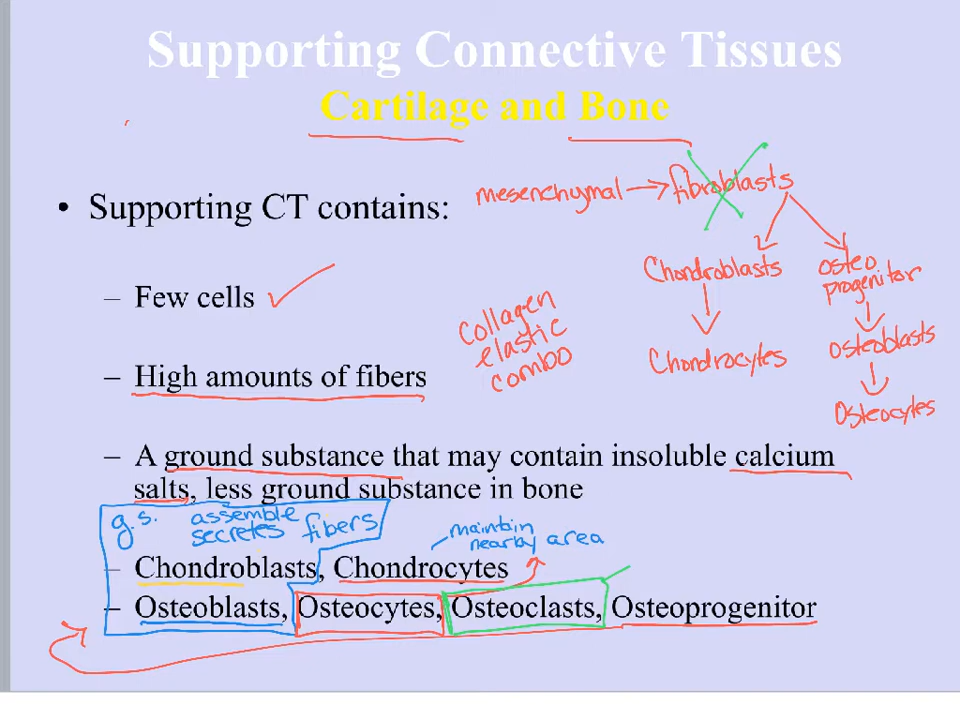 Supporting Connective Tissues
Cartilage and Bone
mesenchymal → fibroblasts
• Supporting CT contains:
Chondroblasts
osteo
progenitor
– Few cells
Collagen
elastic
combo
Chondrocytes
osteoblasts
Osteocytes
– High amounts of fibers
– A ground substance that may contain insoluble calcium
salts, less ground substance in bone
g.s. assemble
secretes fibers
maintain
nearby area
– Chondroblasts, Chondrocytes
– Osteoblasts, Osteocytes, Osteoclasts, Osteoprogenitor